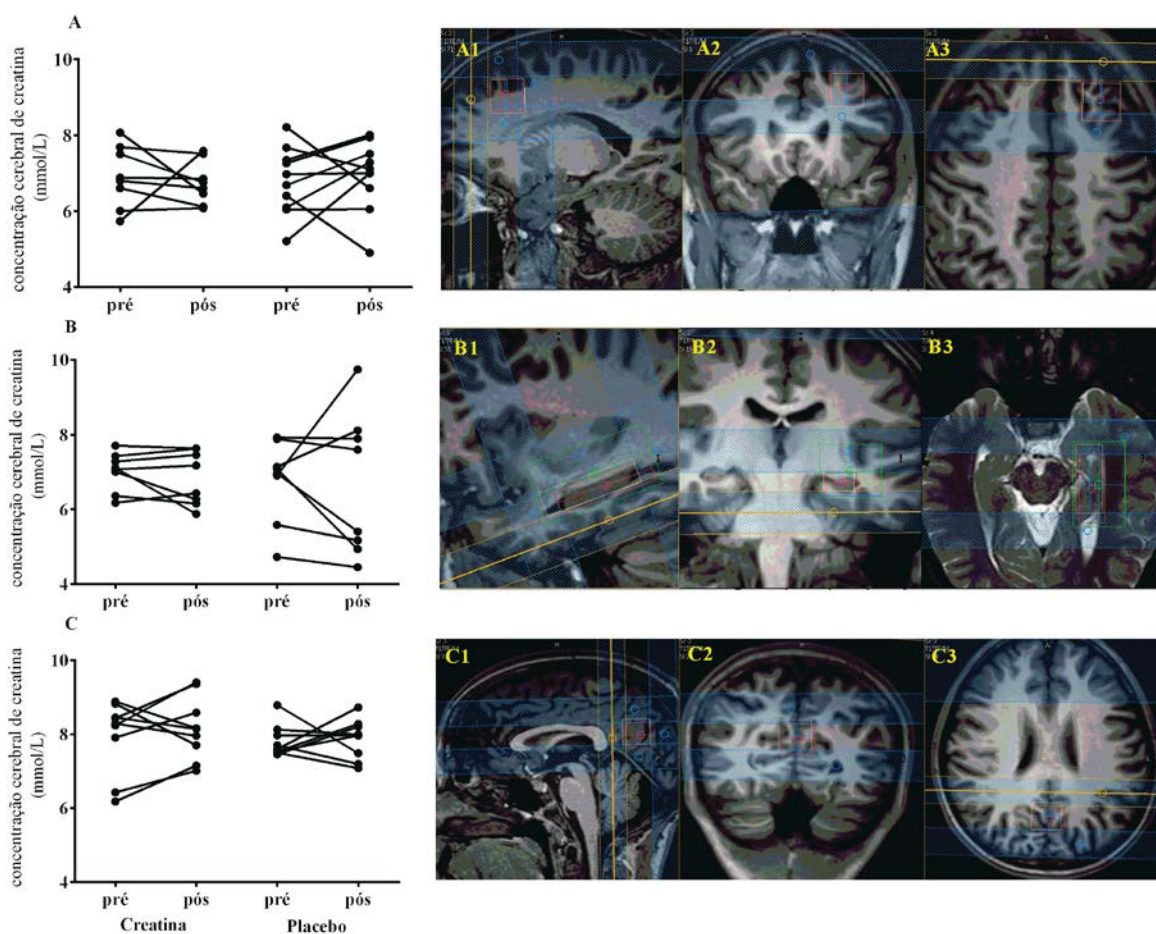 A
concentração cerebral de creatina
(mmol/L)
10
8
6
4
pré
pós
pré
pós
A1
A2
A3
B
concentração cerebral de creatina
(mmol/L)
10
8
6
4
pré
pós
pré
pós
B1
B2
B3
C
concentração cerebral de creatina
(mmol/L)
10
8
6
4
pré
pós
pré
pós
Creatina
Placebo
C1
C2
C3